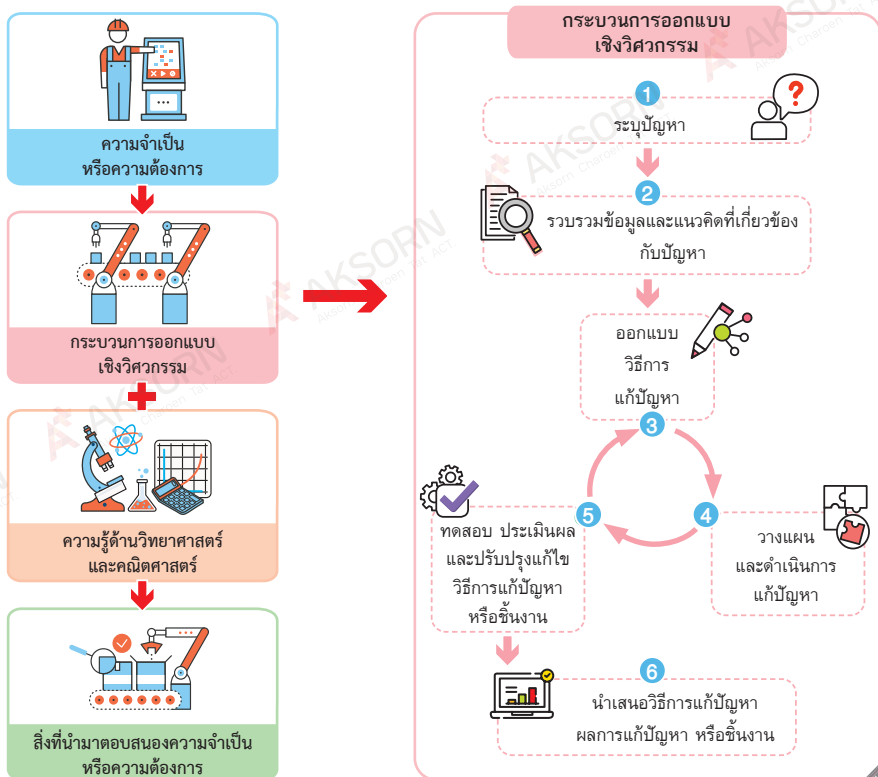 ความจำเป็น
หรือความต้องการ
กระบวนการออกแบบ
เชิงวิศวกรรม
ความรู้ด้านวิทยาศาสตร์
และคณิตศาสตร์
สิ่งที่นำมาตอบสนองความจำเป็น
หรือความต้องการ
กระบวนการออกแบบ
เชิงวิศวกรรม
1
ระบุปัญหา
?
2
รวบรวมข้อมูลและแนวคิดที่เกี่ยวข้อง
กับปัญหา
ออกแบบ
วิธีการ
แก้ปัญหา
3
4
วางแผน
และดำเนินการ
แก้ปัญหา
5
ทดสอบ ประเมินผล
และปรับปรุงแก้ไข
วิธีการแก้ปัญหา
หรือชิ้นงาน
6
นำเสนอวิธีการแก้ปัญหา
ผลการแก้ปัญหา หรือชิ้นงาน
AKSORN
Aksorn Charoen Tat ACT